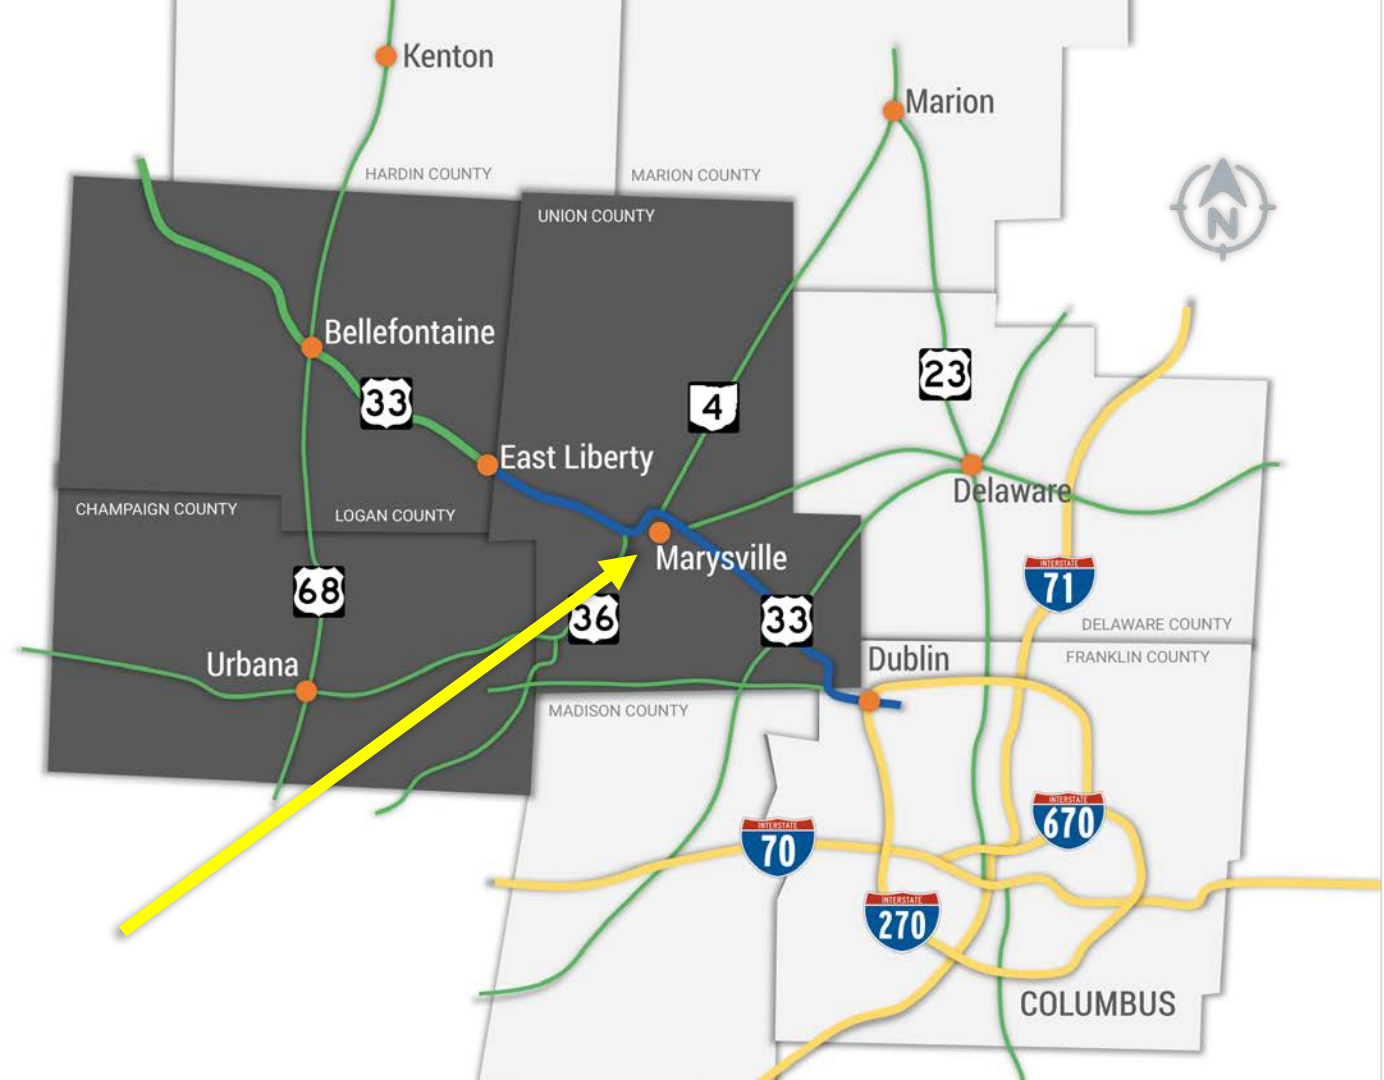 Kenton
Marion
HARDIN COUNTY
MARION COUNTY
UNION COUNTY
N
Bellefontaine
33
4
23
East Liberty
Delaware
CHAMPAIGN COUNTY
LOGAN COUNTY
Marysville
68
36
33
INTERSTATE
71
DELAWARE COUNTY
Urbana
Dublin
FRANKLIN COUNTY
MADISON COUNTY
INTERSTATE
70
INTERSTATE
670
INTERSTATE
270
COLUMBUS